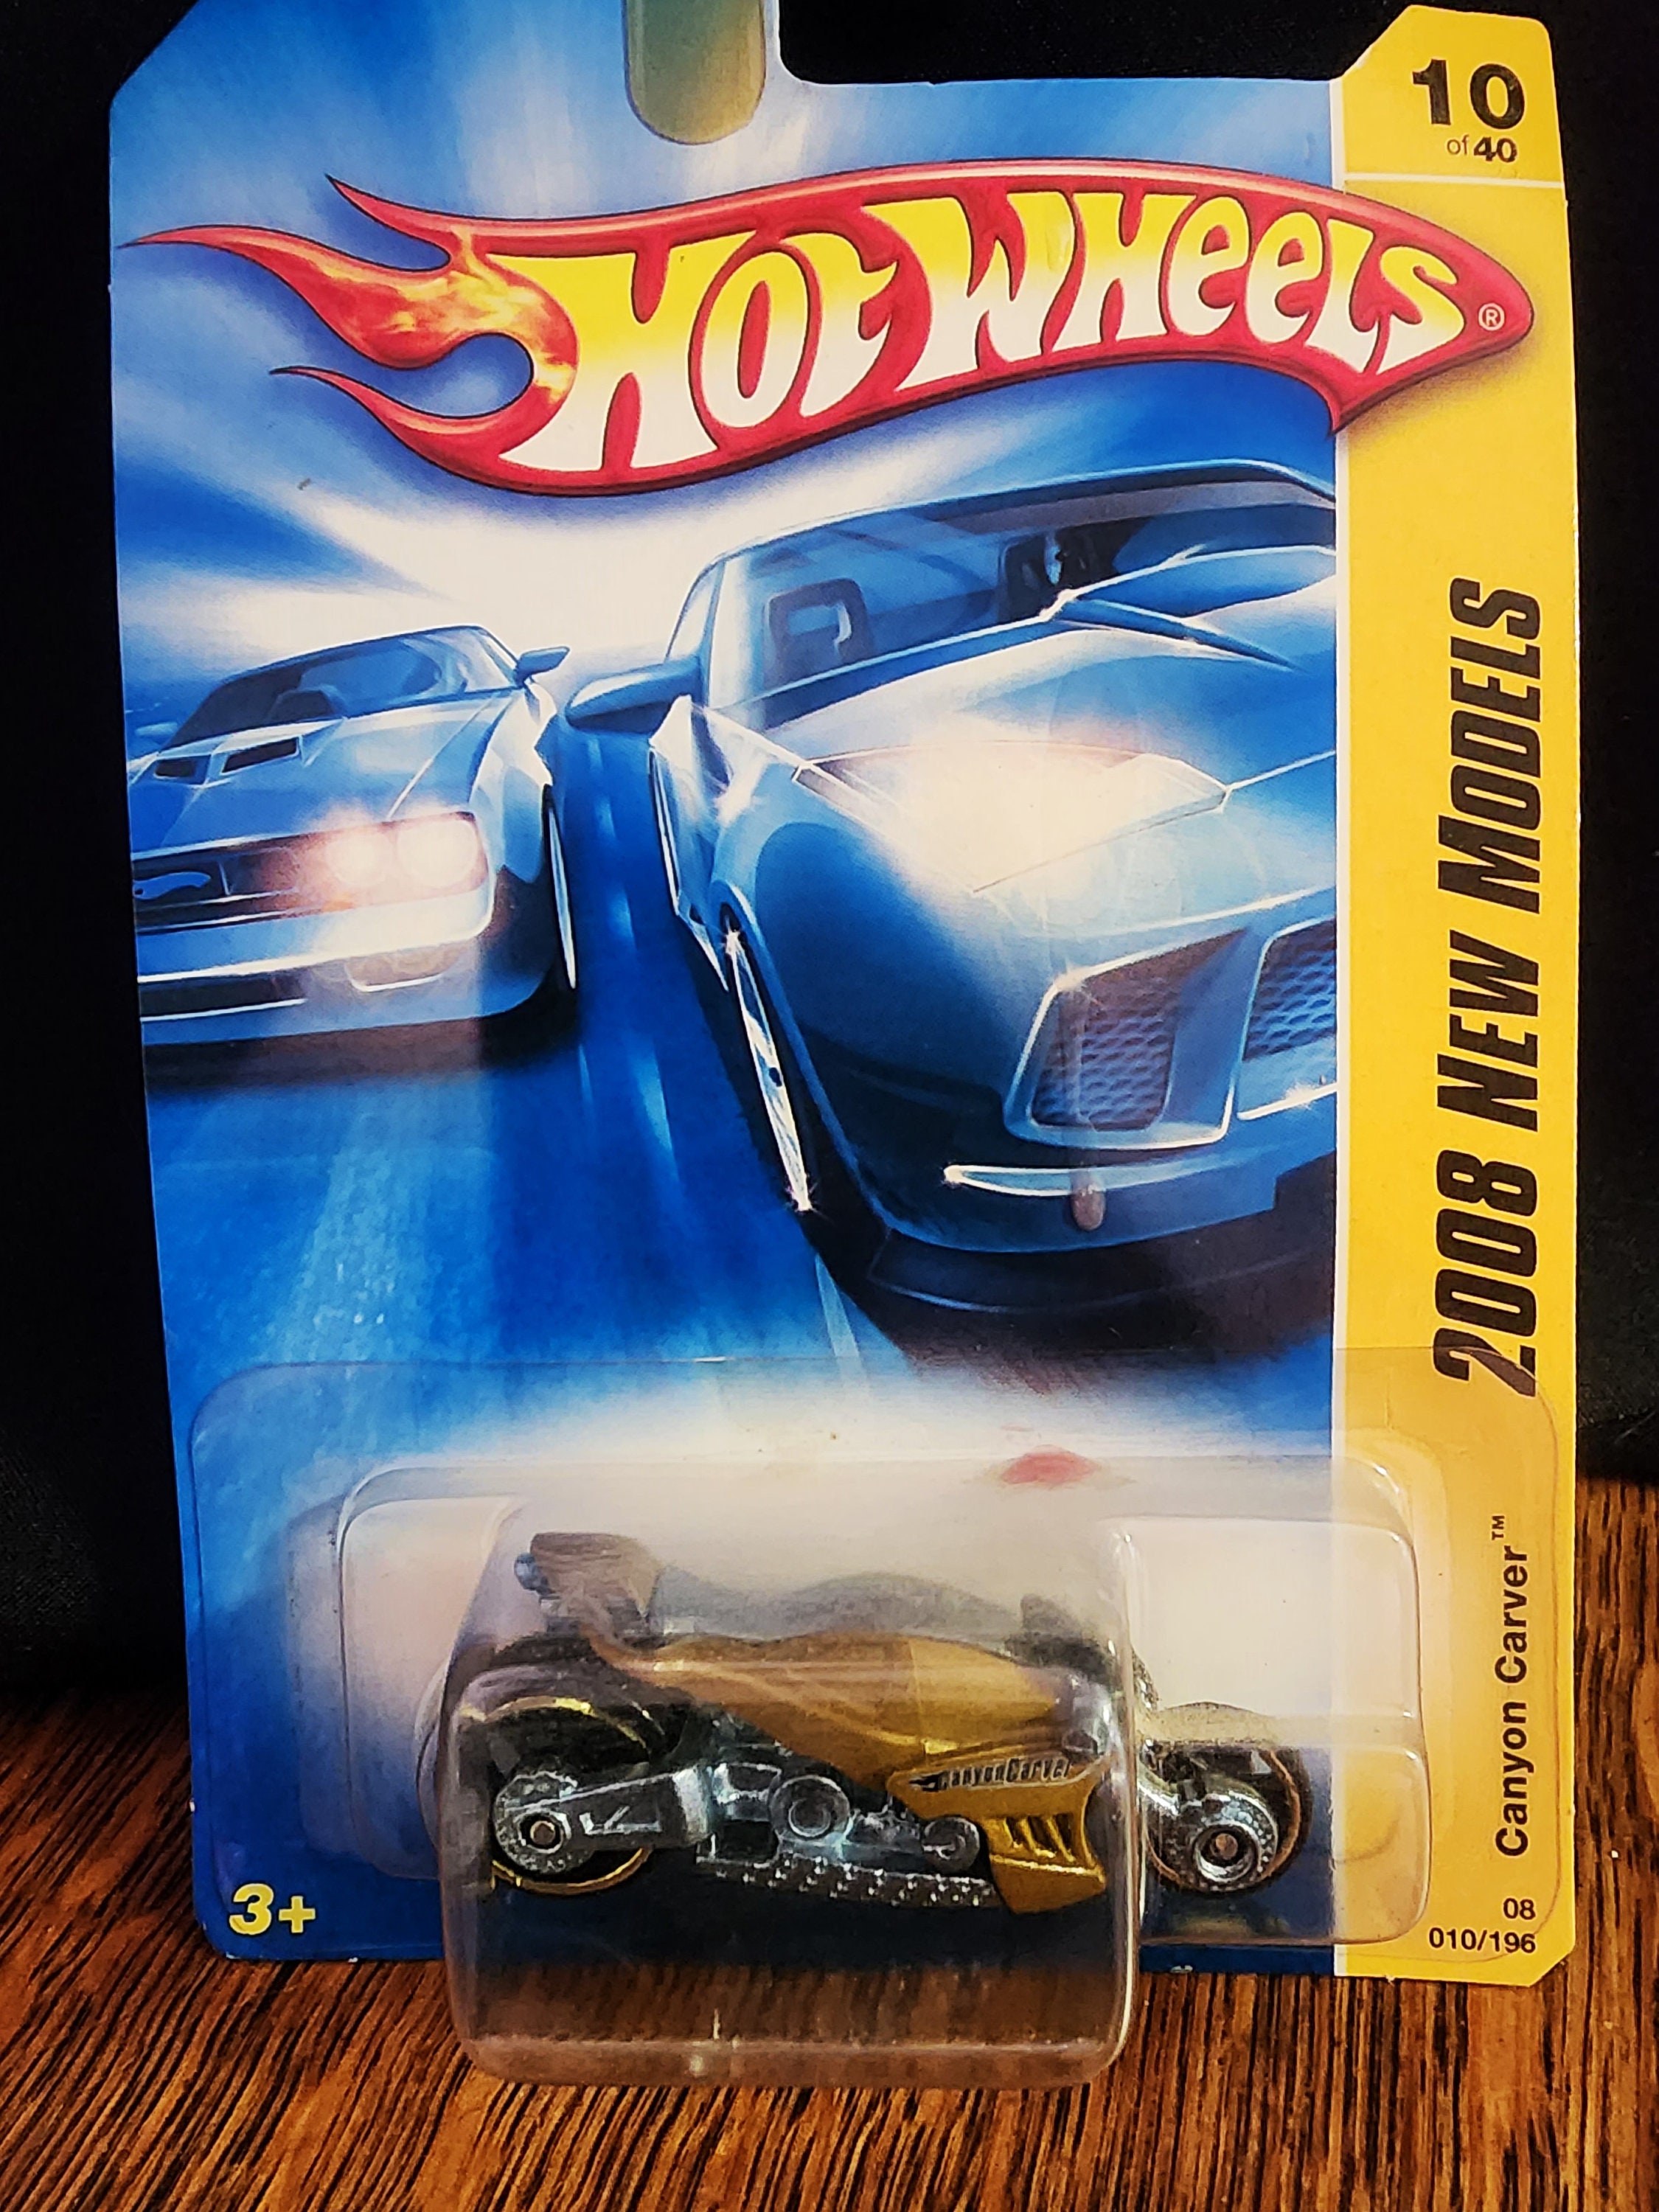 10
of 40
HOT WHEELS®
2008 NEW MODELS
Canyon Carver™
CanyonCarver
3+
08
010/196